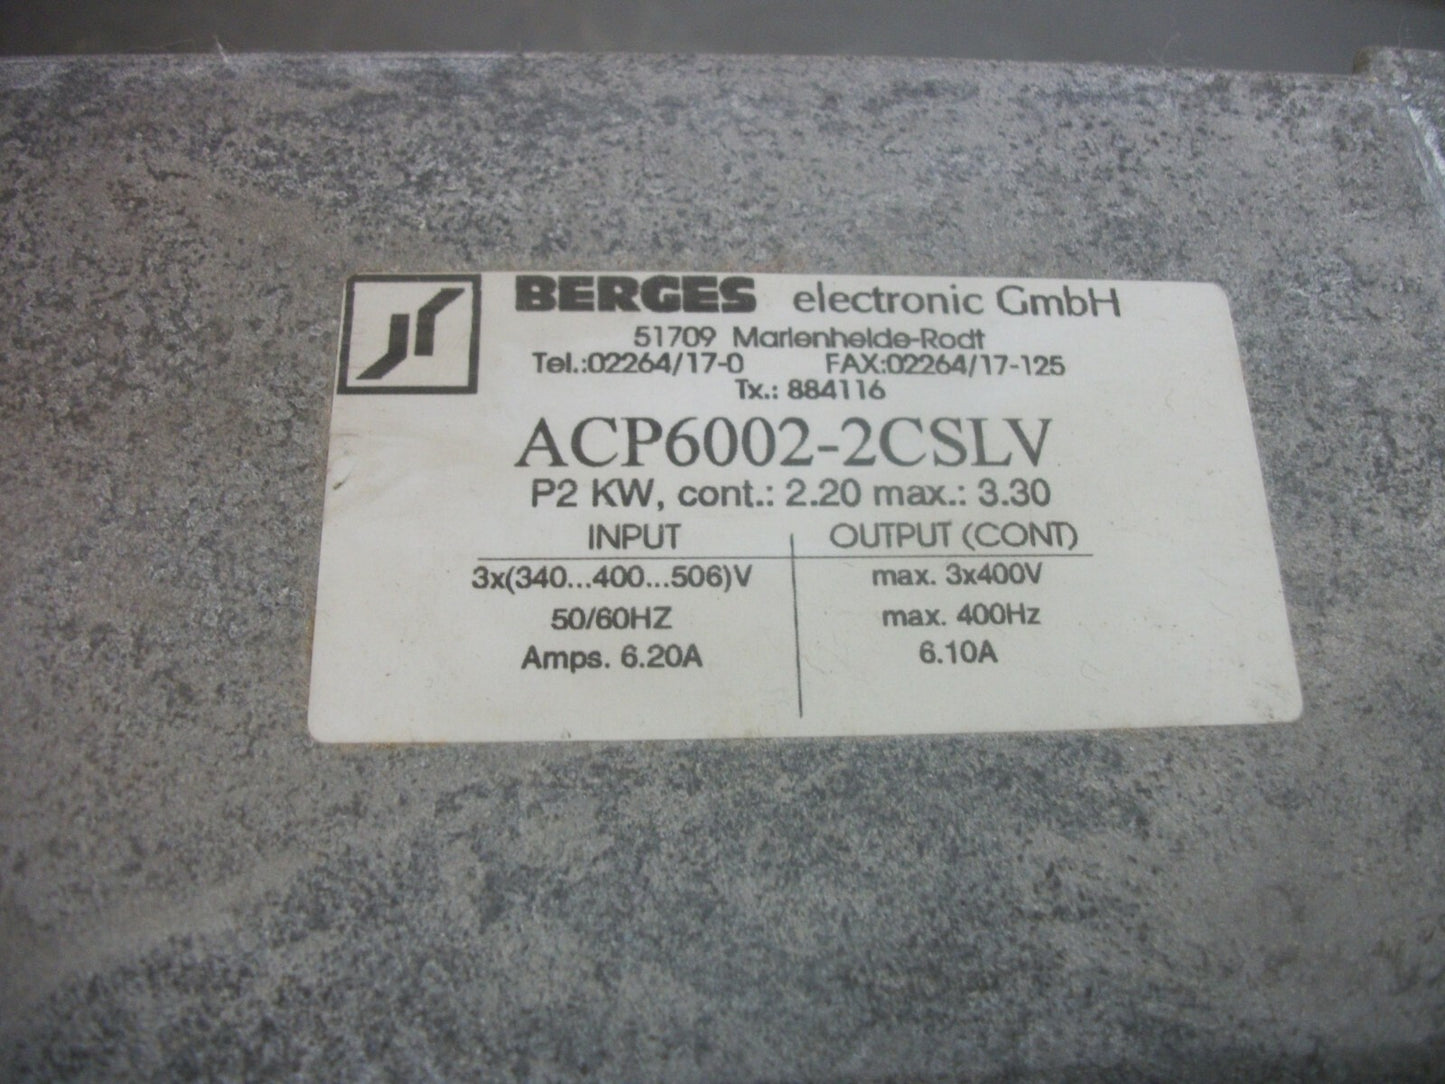 BERGES electronic GmbH
51709 Marienheide-Rodt
Tel.:02264/17-0 FAX:02264/17-125
Tx.: 884116
ACP6002-2CSLV
P2 KW, cont.: 2.20 max.: 3.30
INPUT OUTPUT (CONT)
3x(340...400...506)V max. 3x400V
50/60HZ max. 400Hz
Amps. 6.20A 6.10A